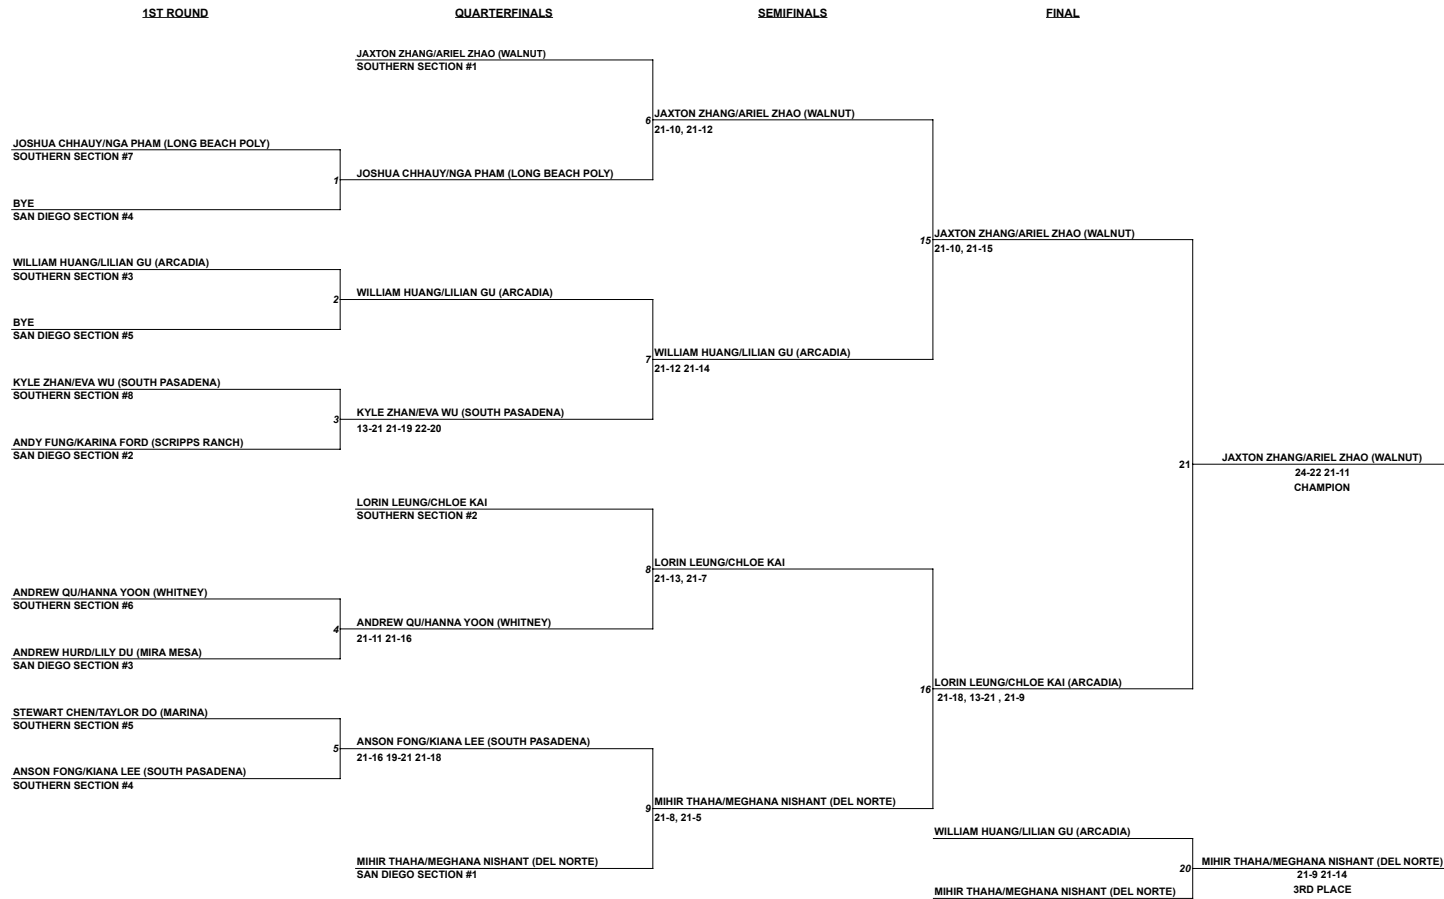 1ST ROUND
QUARTERFINALS
SEMIFINALS
FINAL
JAXTON ZHANG/ARIEL ZHAO (WALNUT)
SOUTHERN SECTION #1
6
JAXTON ZHANG/ARIEL ZHAO (WALNUT)
21-10, 21-12
JOSHUA CHHAUY/NGA PHAM (LONG BEACH POLY)
SOUTHERN SECTION #7
1
JOSHUA CHHAUY/NGA PHAM (LONG BEACH POLY)
BYE
SAN DIEGO SECTION #4
15
JAXTON ZHANG/ARIEL ZHAO (WALNUT)
21-10, 21-15
WILLIAM HUANG/LILIAN GU (ARCADIA)
SOUTHERN SECTION #3
2
WILLIAM HUANG/LILIAN GU (ARCADIA)
BYE
SAN DIEGO SECTION #5
7
WILLIAM HUANG/LILIAN GU (ARCADIA)
21-12 21-14
KYLE ZHAN/EVA WU (SOUTH PASADENA)
SOUTHERN SECTION #8
3
KYLE ZHAN/EVA WU (SOUTH PASADENA)
13-21 21-19 22-20
ANDY FUNG/KARINA FORD (SCRIPPS RANCH)
SAN DIEGO SECTION #2
21
JAXTON ZHANG/ARIEL ZHAO (WALNUT)
24-22 21-11
CHAMPION
LORIN LEUNG/CHLOE KAI
SOUTHERN SECTION #2
8
LORIN LEUNG/CHLOE KAI
21-13, 21-7
ANDREW QU/HANNA YOON (WHITNEY)
SOUTHERN SECTION #6
4
ANDREW QU/HANNA YOON (WHITNEY)
21-11 21-16
ANDREW HURD/LILY DU (MIRA MESA)
SAN DIEGO SECTION #3
16
LORIN LEUNG/CHLOE KAI (ARCADIA)
21-18, 13-21 , 21-9
STEWART CHEN/TAYLOR DO (MARINA)
SOUTHERN SECTION #5
5
ANSON FONG/KIANA LEE (SOUTH PASADENA)
21-16 19-21 21-18
ANSON FONG/KIANA LEE (SOUTH PASADENA)
SOUTHERN SECTION #4
9
MIHIR THAHA/MEGHANA NISHANT (DEL NORTE)
21-8, 21-5
WILLIAM HUANG/LILIAN GU (ARCADIA)
MIHIR THAHA/MEGHANA NISHANT (DEL NORTE)
SAN DIEGO SECTION #1
20
MIHIR THAHA/MEGHANA NISHANT (DEL NORTE)
21-9 21-14
3RD PLACE
MIHIR THAHA/MEGHANA NISHANT (DEL NORTE)